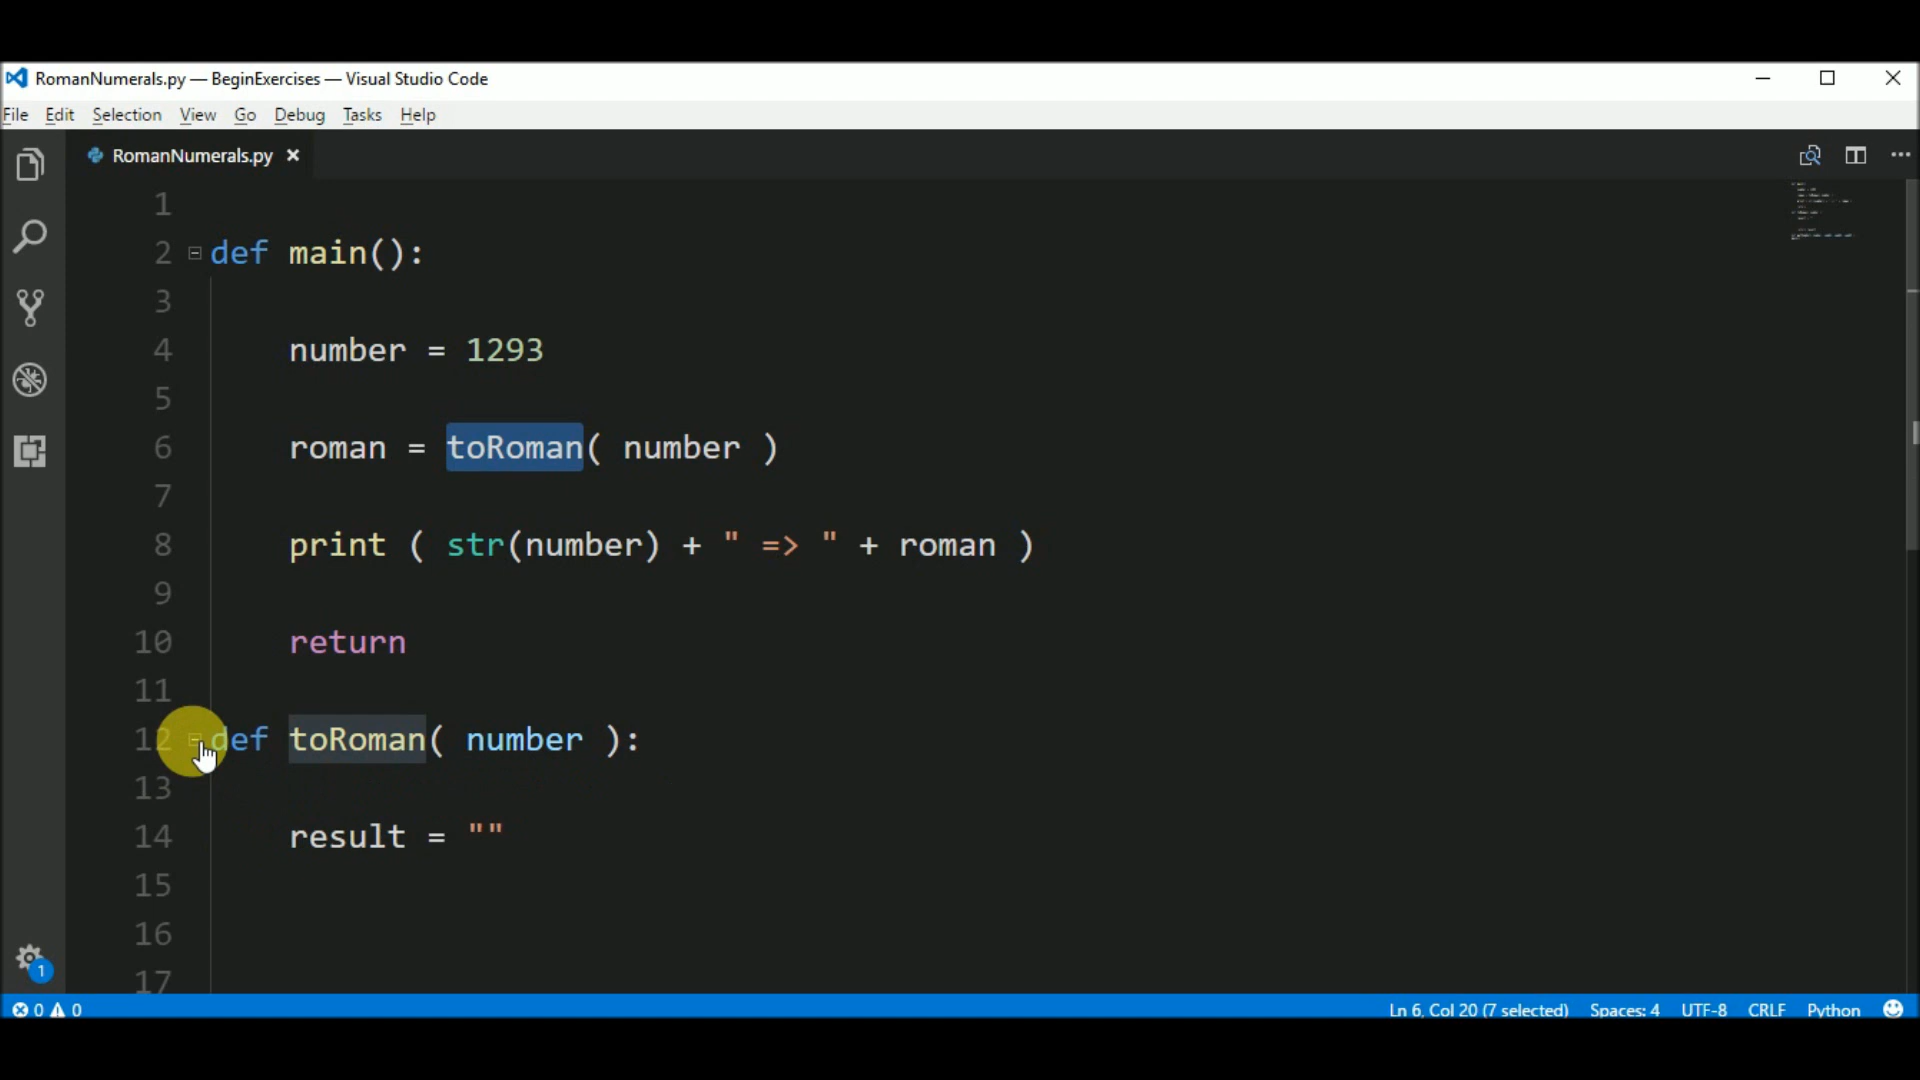 RomanNumerals.py — BeginExercises — Visual Studio Code
File Edit Selection View Go Debug Tasks Help
RomanNumerals.py
1
2 def main():
3
4 number = 1293
5
6 roman = toRoman( number )
7
8 print ( str(number) + " => " + roman )
9
10 return
11
12 def toRoman( number ):
13
14 result = ""
15
16
17
1
0 0 Ln 6, Col 20 (7 selected) Spaces: 4 UTF-8 CRLF Python